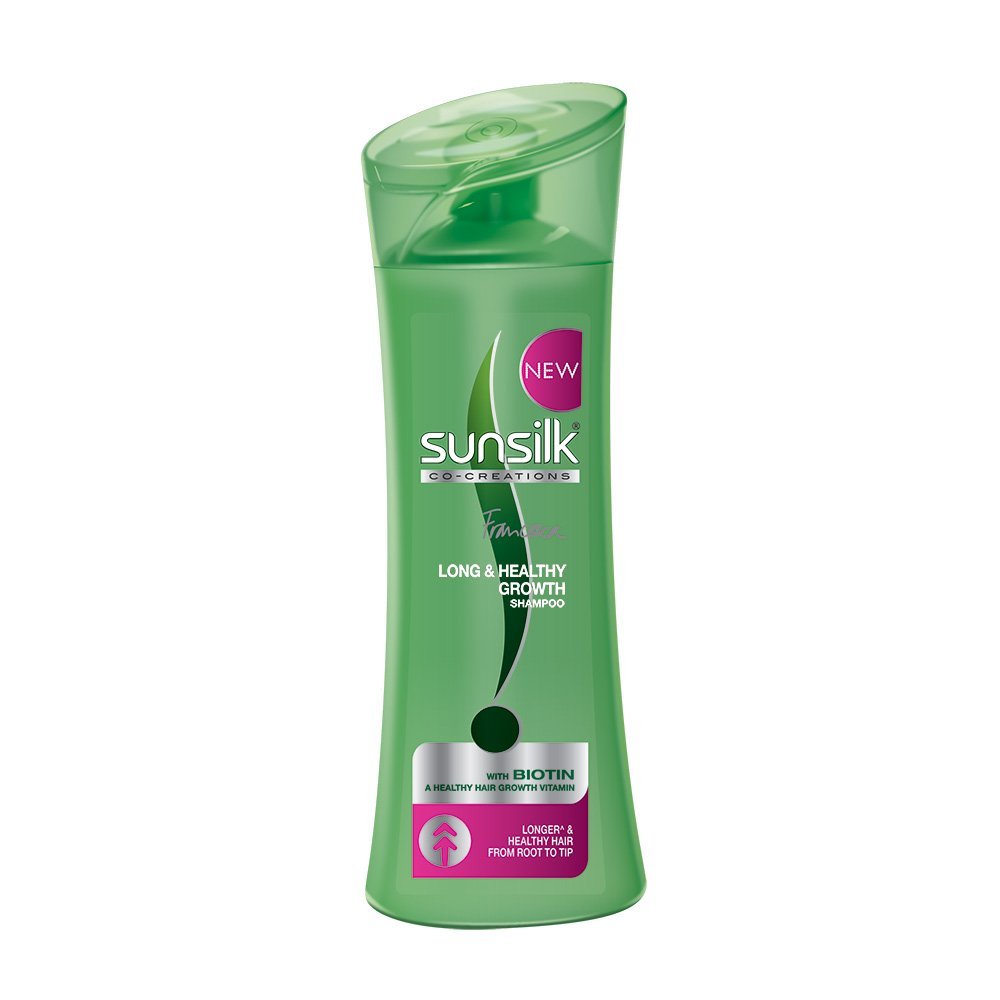 NEW
sunsilk®
CO-CREATIONS
Francesca
LONG & HEALTHY
GROWTH
SHAMPOO
WITH BIOTIN
A HEALTHY HAIR GROWTH VITAMIN
LONGER^ &
HEALTHY HAIR
FROM ROOT TO TIP